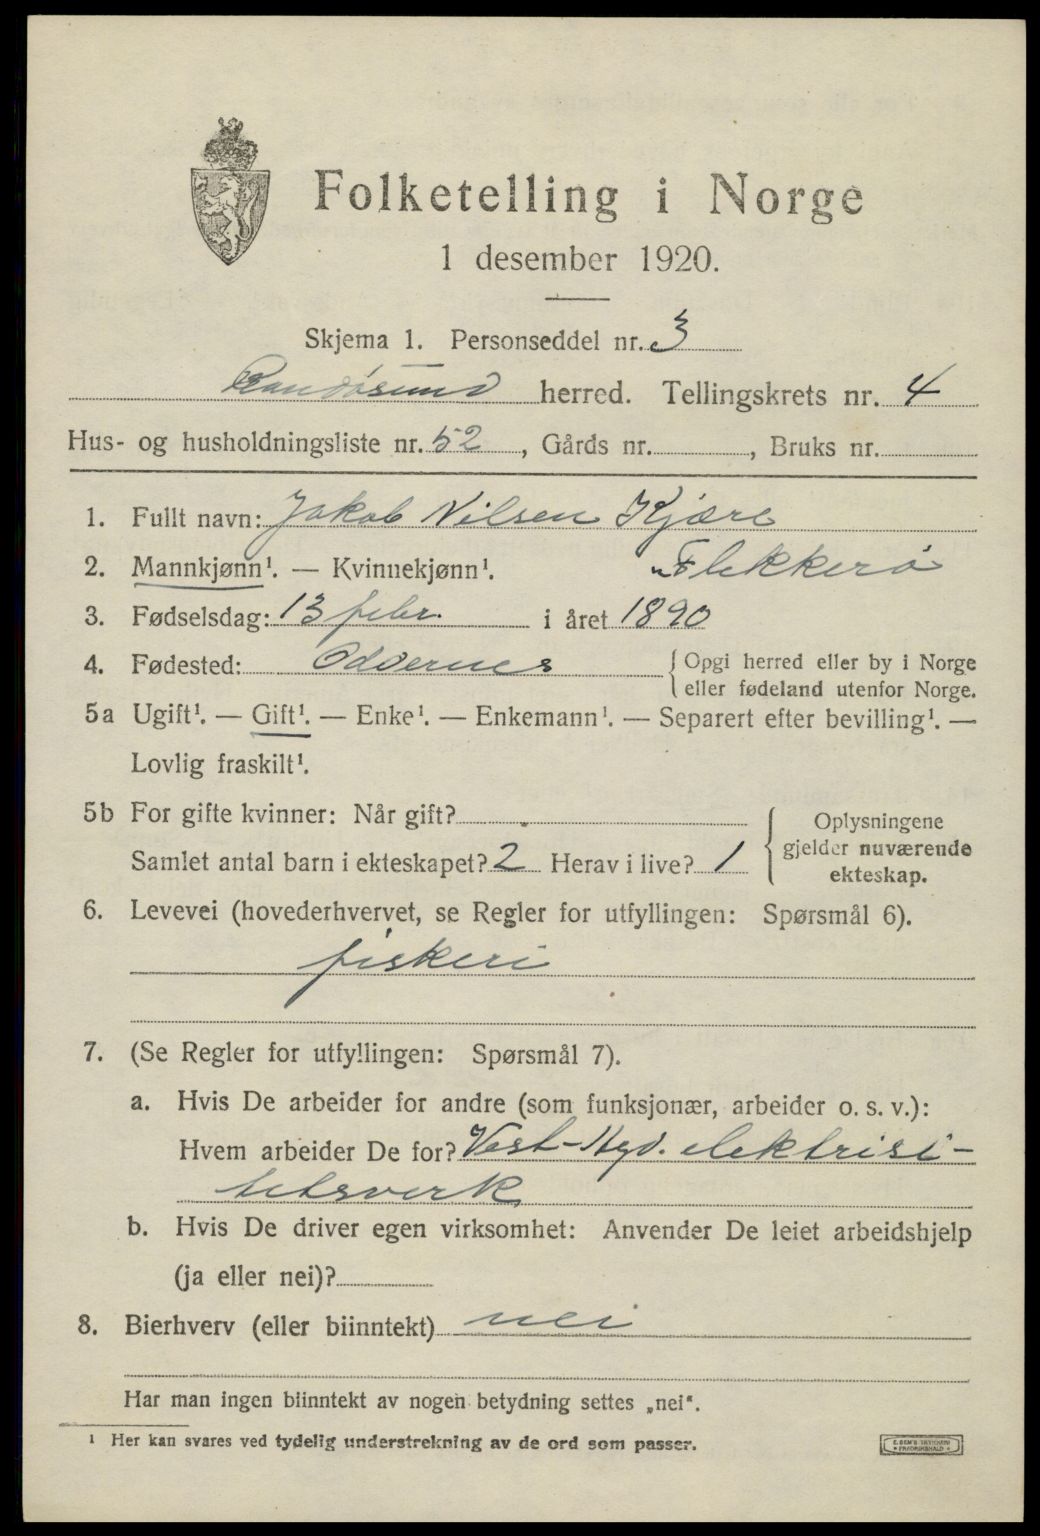 Folketelling i Norge
1 desember 1920.
Skjema 1. Personseddel nr. 3
Randøsund herred. Tellingskrets nr. 4
Hus- og husholdningsliste nr. 52, Gårds nr. , Bruks nr.
1. Fullt navn: Jakob Nilsen Kjære
2. Mannkjønn¹. — Kvinnekjønn¹. „Flekkerø
3. Fødselsdag: 13 febr. i året 1890
4. Fødested: Oddernes { Opgi herred eller by i Norge
eller fødeland utenfor Norge.
5a Ugift¹. — Gift¹. — Enke¹. — Enkemann¹. — Separert efter bevilling¹. —
Lovlig fraskilt¹.
5b For gifte kvinner: Når gift?
Samlet antal barn i ekteskapet? 2 Herav i live? 1
{ Oplysningene
gjelder nuværende
ekteskap.
6. Levevei (hovederhvervet, se Regler for utfyllingen: Spørsmål 6).
fiskeri
7. (Se Regler for utfyllingen: Spørsmål 7).
a. Hvis De arbeider for andre (som funksjonær, arbeider o. s. v.):
Hvem arbeider De for? Vest-Agd. elektrisi-
tetsverk
b. Hvis De driver egen virksomhet: Anvender De leiet arbeidshjelp
(ja eller nei)?
8. Bierhverv (eller biinntekt) nei
Har man ingen biinntekt av nogen betydning settes „nei“.
¹ Her kan svares ved tydelig understrekning av de ord som passer.
E. SEM'S TRYKKERI
• FREDRIKSHALD •